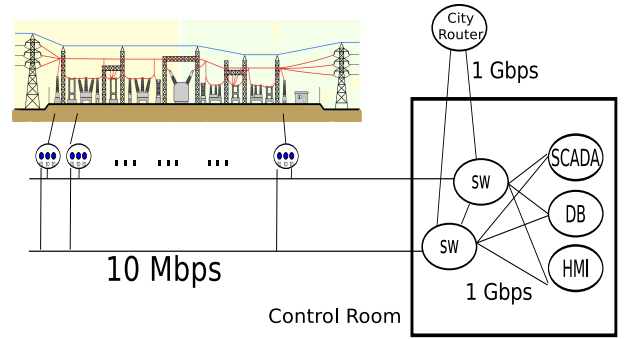 City
Router
1 Gbps
SCADA
SW
DB
SW
HMI
10 Mbps
1 Gbps
Control Room